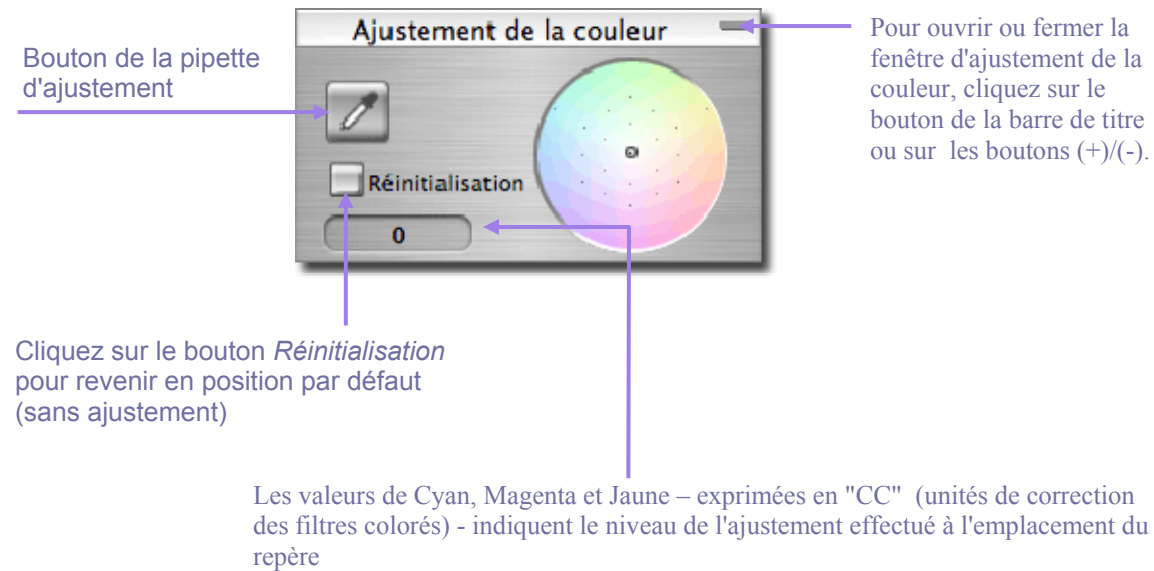 Ajustement de la couleur
Bouton de la pipette
d'ajustement
Pour ouvrir ou fermer la
fenêtre d'ajustement de la
couleur, cliquez sur le
bouton de la barre de titre
ou sur les boutons (+)/(-).
Réinitialisation
0
Cliquez sur le bouton Réinitialisation
pour revenir en position par défaut
(sans ajustement)
Les valeurs de Cyan, Magenta et Jaune – exprimées en "CC" (unités de correction
des filtres colorés) - indiquent le niveau de l'ajustement effectué à l'emplacement du
repère